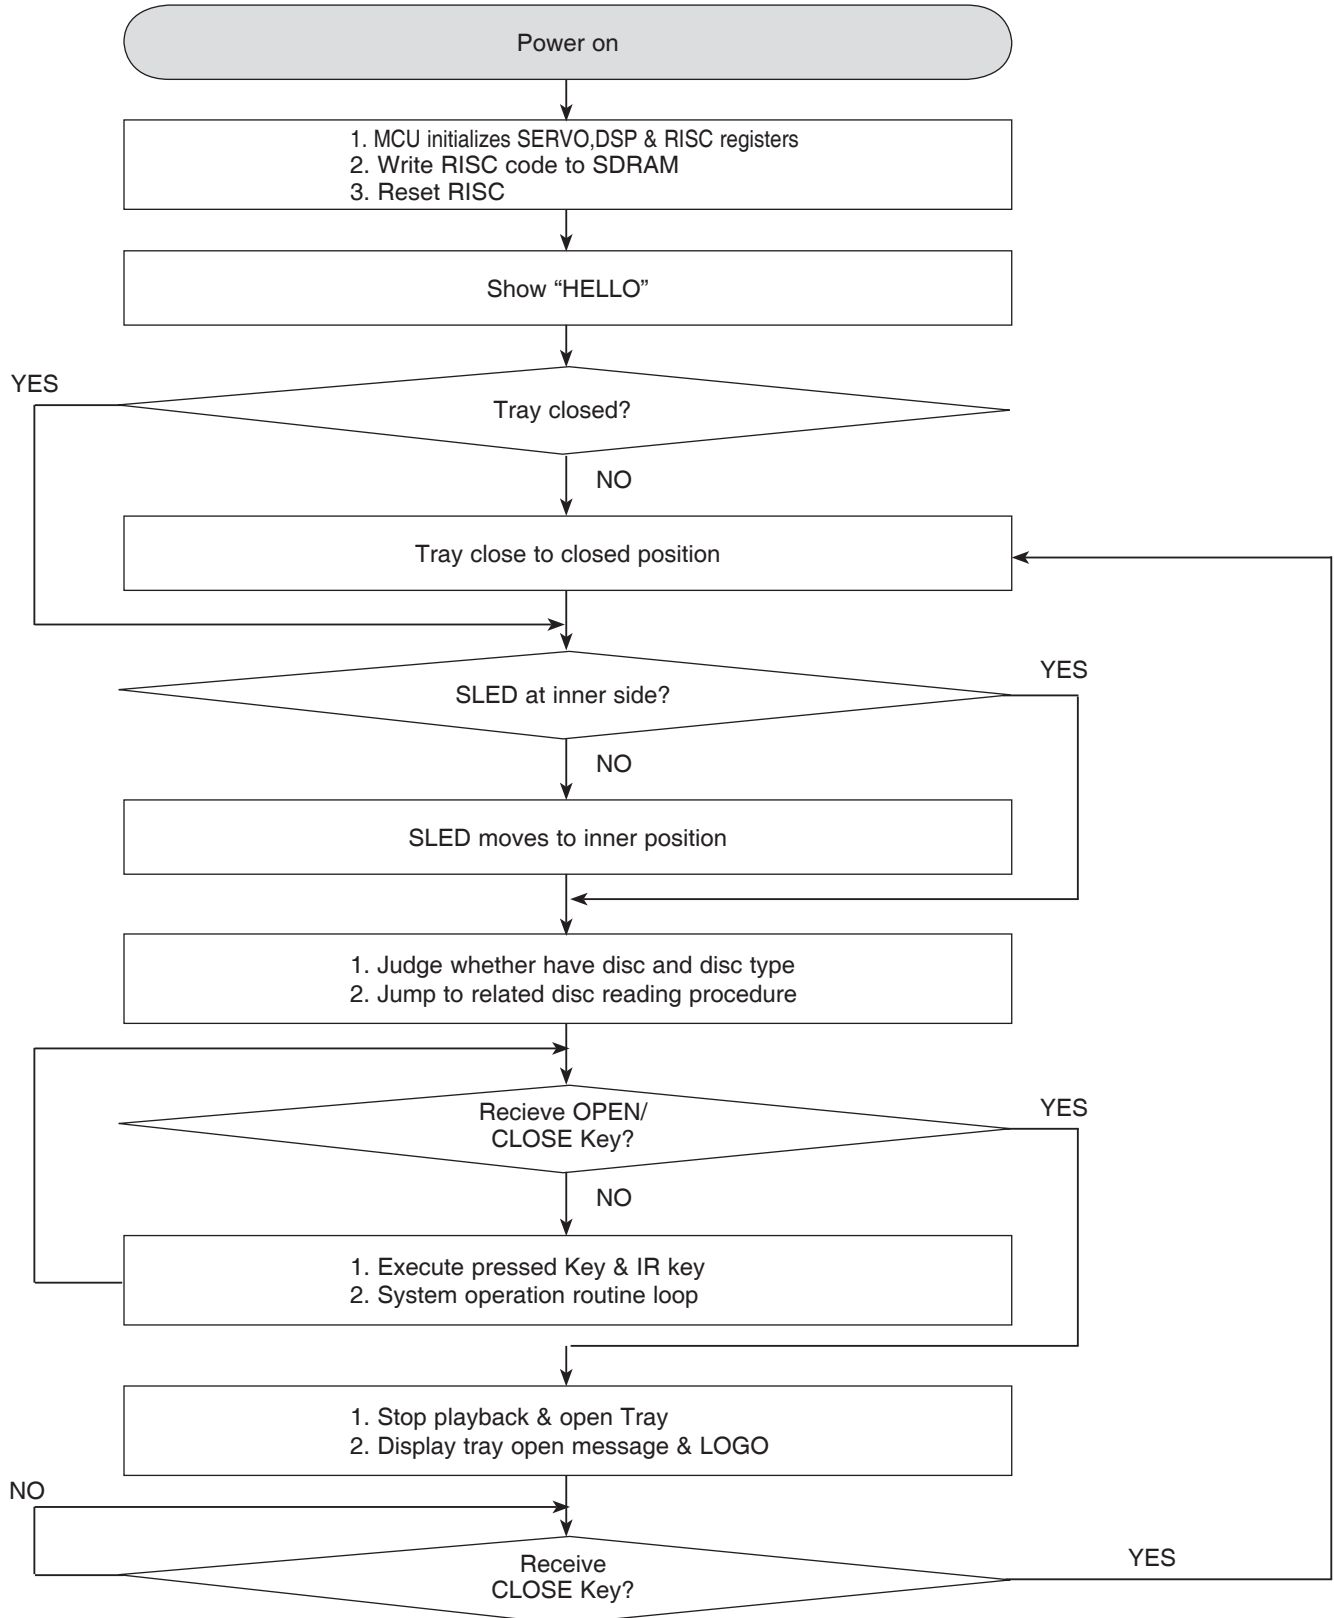 Power on
1. MCU initializes SERVO,DSP & RISC registers
2. Write RISC code to SDRAM
3. Reset RISC
Show “HELLO”
YES
Tray closed?
NO
Tray close to closed position
YES
SLED at inner side?
NO
SLED moves to inner position
1. Judge whether have disc and disc type
2. Jump to related disc reading procedure
Recieve OPEN/
CLOSE Key?
YES
NO
1. Execute pressed Key & IR key
2. System operation routine loop
1. Stop playback & open Tray
2. Display tray open message & LOGO
NO
Receive
CLOSE Key?
YES